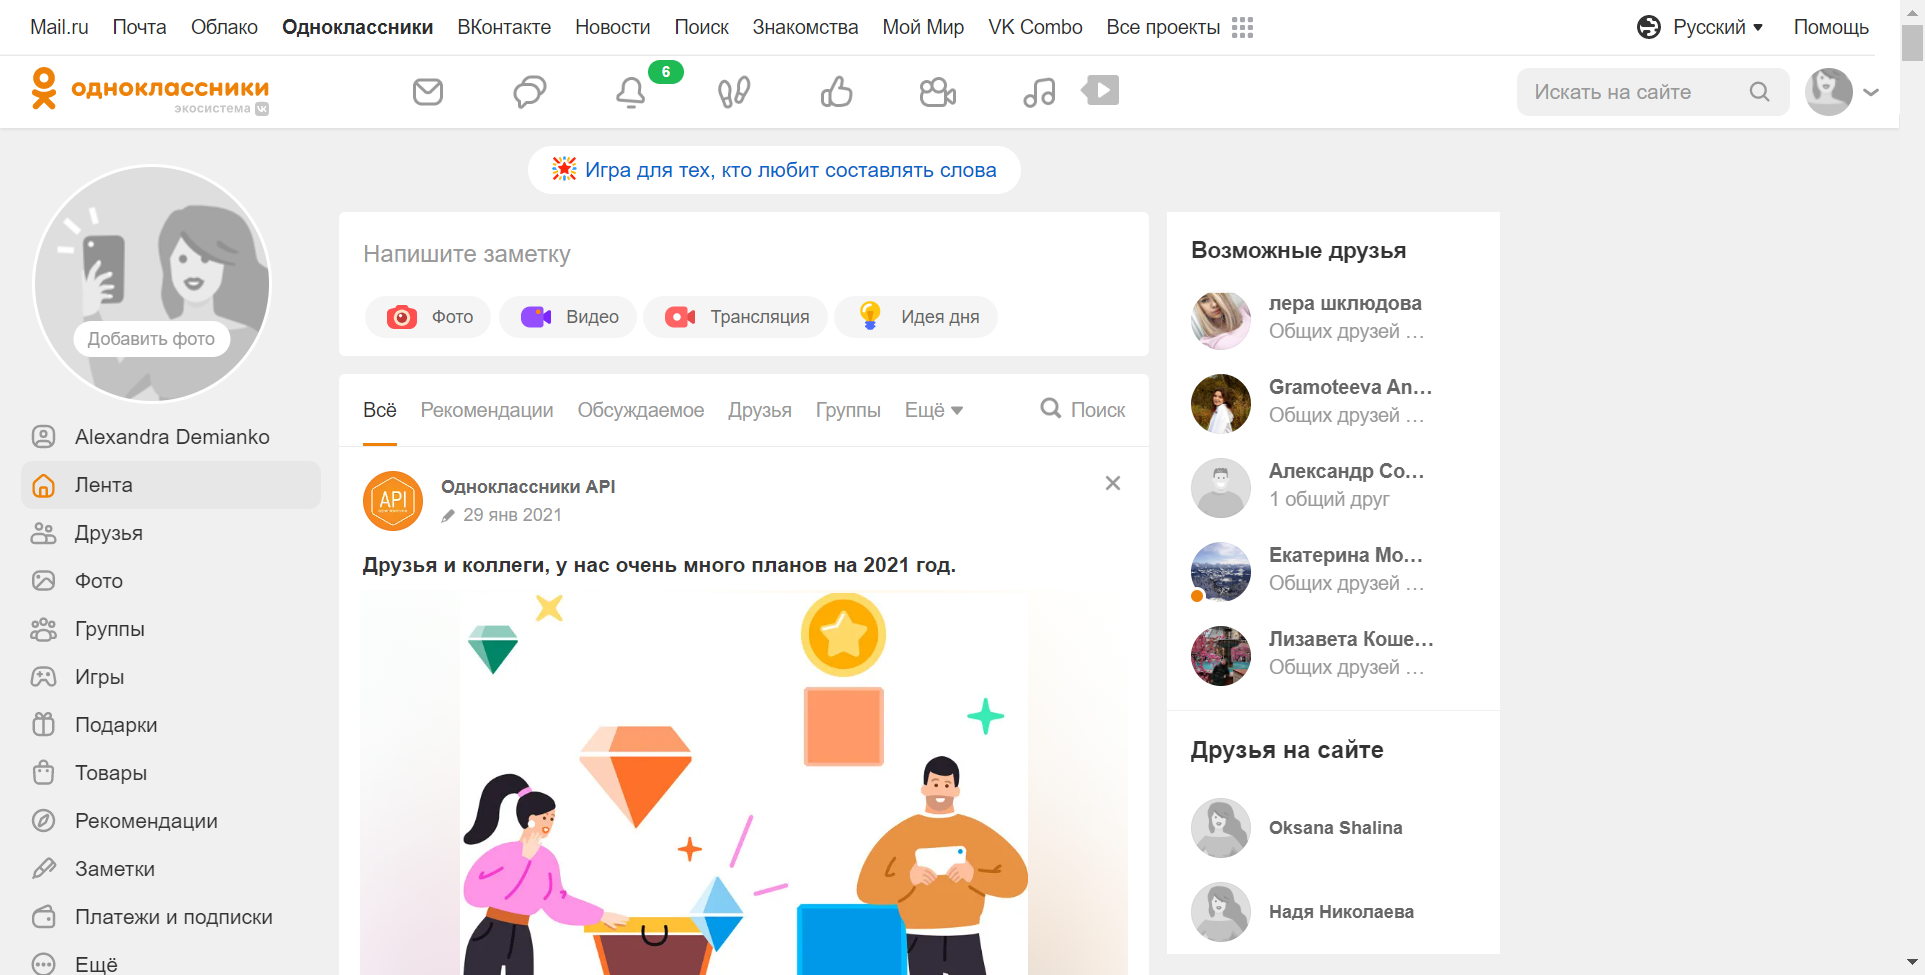 Mail.ru Почта Облако Одноклассники ВКонтакте Новости Поиск Знакомства Мой Мир VK Combo Все проекты Русский Помощь
одноклассники
экосистема
6
Искать на сайте
Игра для тех, кто любит составлять слова
Добавить фото
Alexandra Demianko
Лента
Друзья
Фото
Группы
Игры
Подарки
Товары
Рекомендации
Заметки
Платежи и подписки
Ещё
Напишите заметку
Фото Видео Трансляция Идея дня
Всё Рекомендации Обсуждаемое Друзья Группы Ещё Поиск
API
Одноклассники API
29 янв 2021
Друзья и коллеги, у нас очень много планов на 2021 год.
Возможные друзья
лера шклюдова
Общих друзей …
Gramoteeva An…
Общих друзей …
Александр Со…
1 общий друг
Екатерина Мо…
Общих друзей …
Лизавета Коше…
Общих друзей …
Друзья на сайте
Oksana Shalina
Надя Николаева